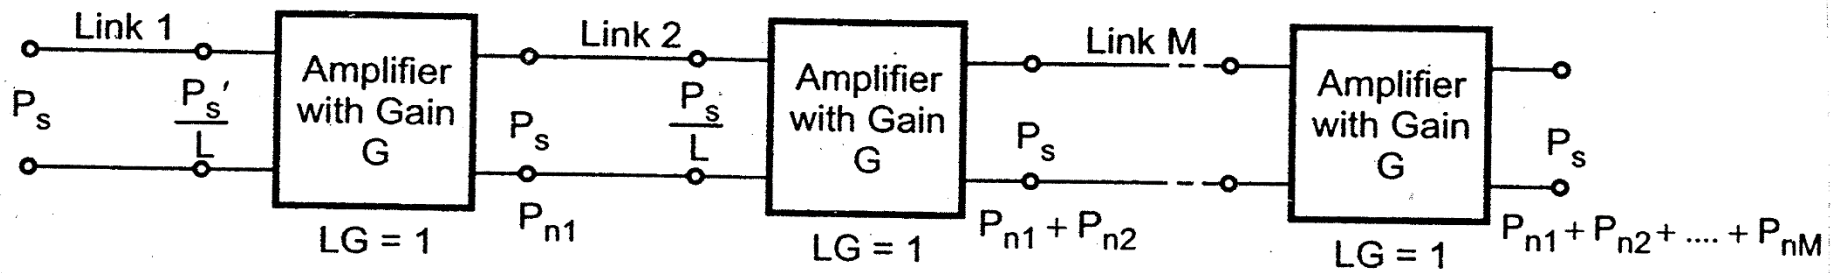 Link 1
Link 2
Link M
P_s
P_s'
L
Amplifier
with Gain
G
P_s
P_n1
LG = 1
P_s
L
Amplifier
with Gain
G
P_s
P_n1 + P_n2
LG = 1
Amplifier
with Gain
G
P_s
P_n1 + P_n2 + .... + P_nM
LG = 1